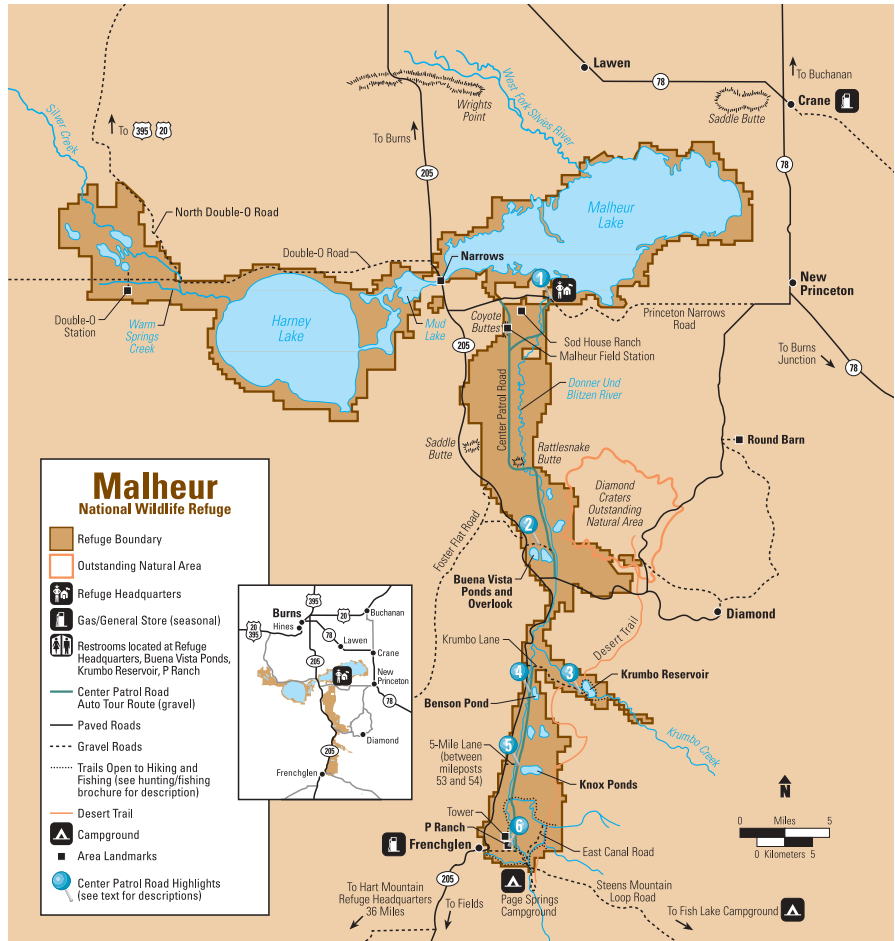 Lawen
78
To Buchanan
Crane
Saddle Butte
West Fork Silvies River
Wrights
Point
To Burns
205
Silver Creek
To 395 20
78
North Double-O Road
Malheur
Lake
Double-O Road
Narrows
1
New
Princeton
Princeton Narrows
Road
Double-O
Station
Warm
Springs
Creek
Harney
Lake
Mud
Lake
Coyote
Buttes
Sod House Ranch
Malheur Field Station
205
To Burns
Junction
78
Center Patrol Road
Donner Und
Blitzen River
Saddle
Butte
Rattlesnake
Butte
Round Barn
Diamond
Craters
Outstanding
Natural Area
Foster Flat Road
2
Buena Vista
Ponds and
Overlook
Diamond
Desert Trail
Krumbo Lane
4
3
Krumbo Reservoir
Benson Pond
Krumbo Creek
5
5-Mile Lane
(between
mileposts
53 and 54)
Knox Ponds
Tower
P Ranch
6
Frenchglen
East Canal Road
205
To Hart Mountain
Refuge Headquarters
36 Miles
To Fields
Page Springs
Campground
Steens Mountain
Loop Road
To Fish Lake Campground
N
0 Miles 5
0 Kilometers 5
Malheur
National Wildlife Refuge
Refuge Boundary
Outstanding Natural Area
Refuge Headquarters
Gas/General Store (seasonal)
Restrooms located at Refuge
Headquarters, Buena Vista Ponds,
Krumbo Reservoir, P Ranch
Center Patrol Road
Auto Tour Route (gravel)
Paved Roads
Gravel Roads
Trails Open to Hiking and
Fishing (see hunting/fishing
brochure for description)
Desert Trail
Campground
Area Landmarks
Center Patrol Road Highlights
(see text for descriptions)
395
Burns
20
Buchanan
Hines
20
395
78
Lawen
Crane
205
New
Princeton
78
Diamond
205
Frenchglen